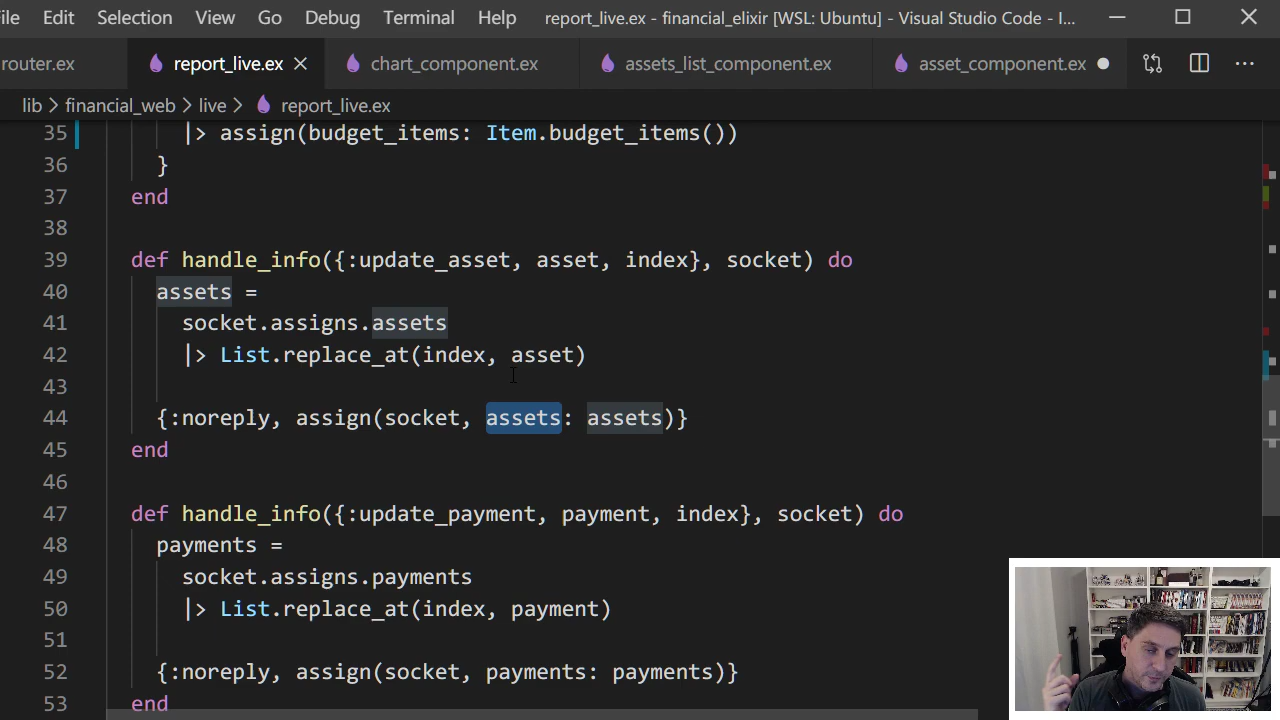 File Edit Selection View Go Debug Terminal Help report_live.ex - financial_elixir [WSL: Ubuntu] - Visual Studio Code - I...
router.ex report_live.ex chart_component.ex assets_list_component.ex asset_component.ex
lib > financial_web > live > report_live.ex
35 |> assign(budget_items: Item.budget_items())
36 }
37 end
38
39 def handle_info({:update_asset, asset, index}, socket) do
40 assets =
41 socket.assigns.assets
42 |> List.replace_at(index, asset)
43
44 {:noreply, assign(socket, assets: assets)}
45 end
46
47 def handle_info({:update_payment, payment, index}, socket) do
48 payments =
49 socket.assigns.payments
50 |> List.replace_at(index, payment)
51
52 {:noreply, assign(socket, payments: payments)}
53 end